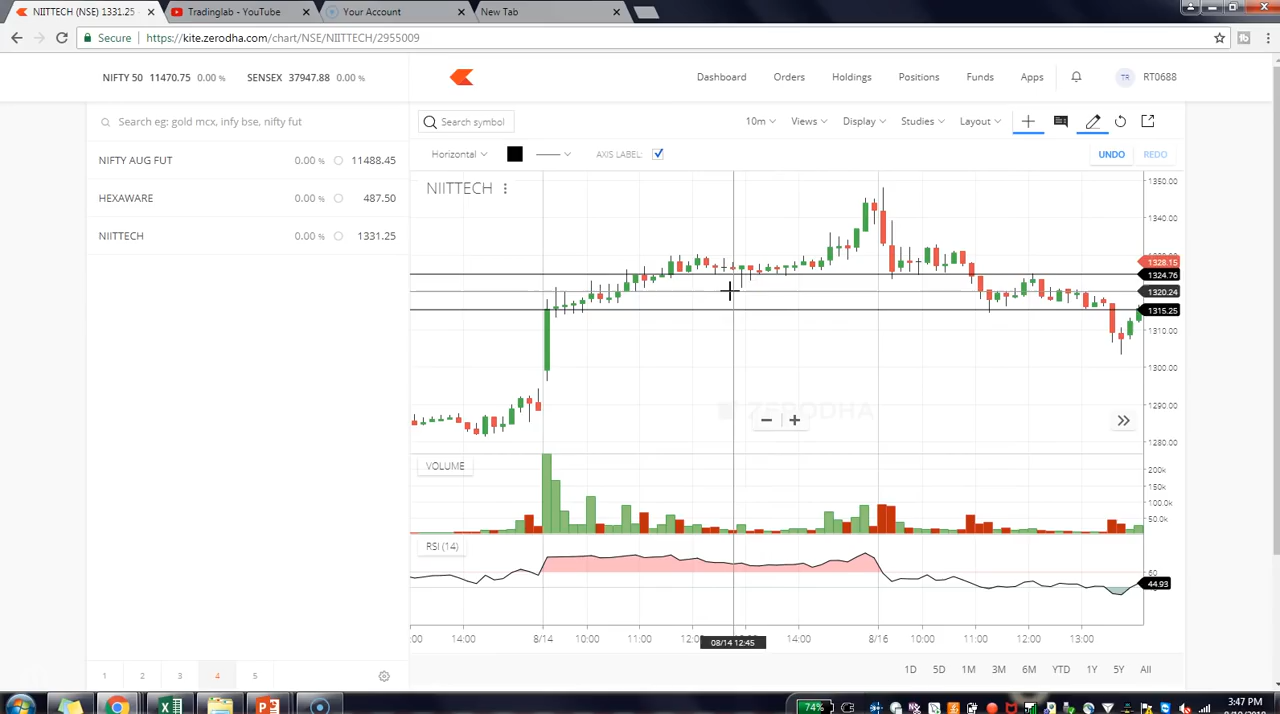 NIITTECH (NSE) 1331.25 × Tradinglab - YouTube × Your Account × New Tab ×
Secure https://kite.zerodha.com/chart/NSE/NIITTECH/2955009
NIFTY 50 11470.75 0.00 % SENSEX 37947.88 0.00 %
Dashboard Orders Holdings Positions Funds Apps TR RT0688
Search eg: gold mcx, infy bse, nifty fut
Search symbol 10m Views Display Studies Layout
Horizontal AXIS LABEL: UNDO REDO
NIFTY AUG FUT 0.00 % 11488.45
HEXAWARE 0.00 % 487.50
NIITTECH 0.00 % 1331.25
NIITTECH
1350.00
1340.00
1328.15
1324.76
1320.24
1315.25
1310.00
1300.00
1290.00
1280.00
ZERODHA
VOLUME
200k
150k
100.0k
50.0k
RSI (14)
44.93
14:00 8/14 10:00 11:00 14:00 8/16 10:00 11:00 12:00 13:00
08/14 12:45
1D 5D 1M 3M 6M YTD 1Y 5Y All
1 2 3 4 5
74%
3:47 PM